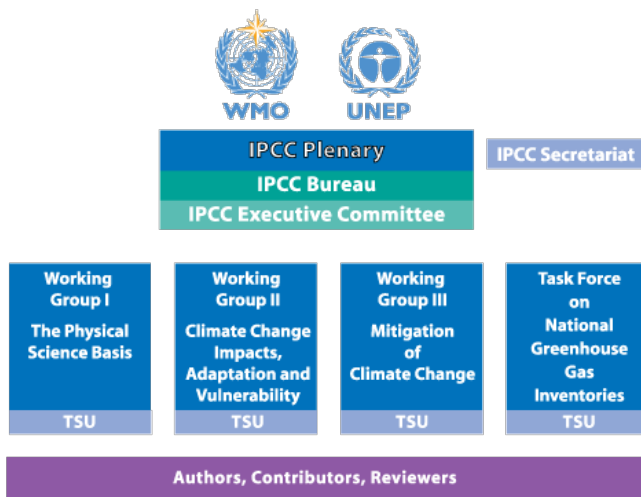 WMO
UNEP
IPCC Plenary
IPCC Secretariat
IPCC Bureau
IPCC Executive Committee
Working
Group I
The Physical
Science Basis
TSU
Working
Group II
Climate Change
Impacts,
Adaptation and
Vulnerability
TSU
Working
Group III
Mitigation
of
Climate Change
TSU
Task Force
on
National
Greenhouse
Gas
Inventories
TSU
Authors, Contributors, Reviewers